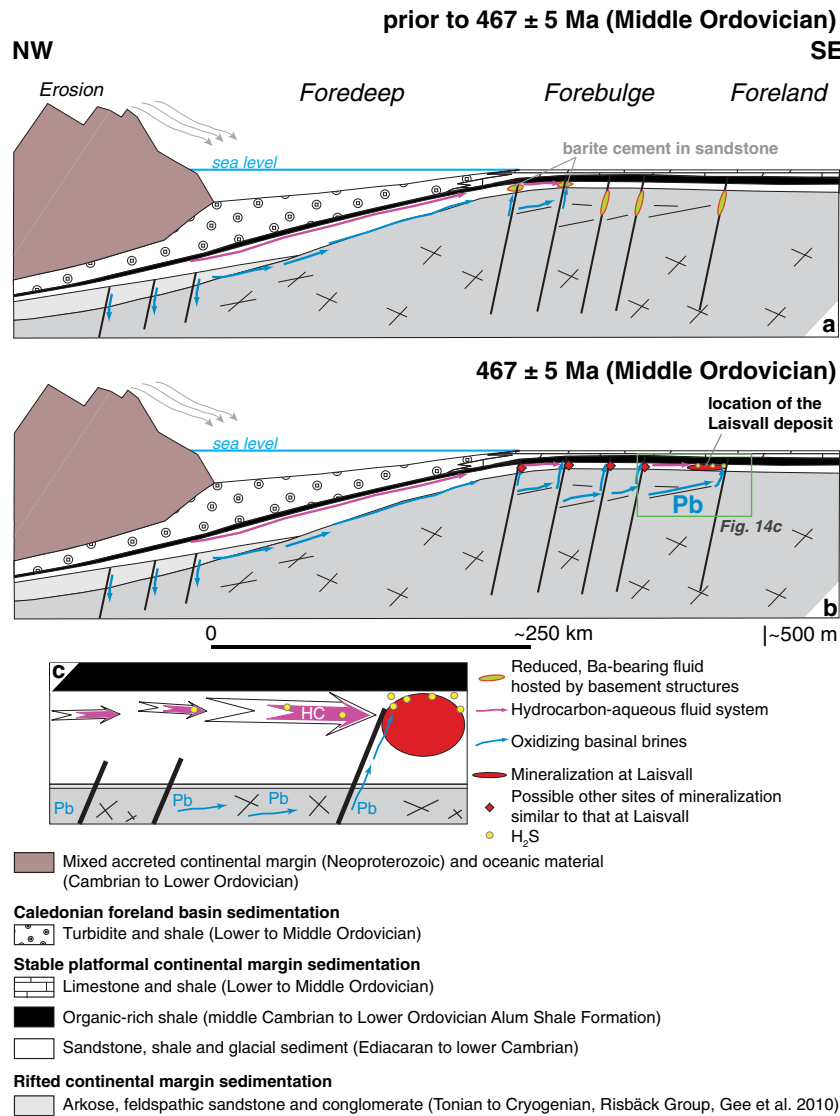 prior to 467 ± 5 Ma (Middle Ordovician)
NW
SE
Erosion
Foredeep
Forebulge
Foreland
barite cement in sandstone
sea level
a
467 ± 5 Ma (Middle Ordovician)
location of the
Laisvall deposit
sea level
Pb
Fig. 14c
b
0
~250 km
|~500 m
c
HC
Pb
Pb
Pb
Pb
Reduced, Ba-bearing fluid
hosted by basement structures
Hydrocarbon-aqueous fluid system
Oxidizing basinal brines
Mineralization at Laisvall
Possible other sites of mineralization
similar to that at Laisvall
H₂S
Mixed accreted continental margin (Neoproterozoic) and oceanic material
(Cambrian to Lower Ordovician)
Caledonian foreland basin sedimentation
Turbidite and shale (Lower to Middle Ordovician)
Stable platformal continental margin sedimentation
Limestone and shale (Lower to Middle Ordovician)
Organic-rich shale (middle Cambrian to Lower Ordovician Alum Shale Formation)
Sandstone, shale and glacial sediment (Ediacaran to lower Cambrian)
Rifted continental margin sedimentation
Arkose, feldspathic sandstone and conglomerate (Tonian to Cryogenian, Risbäck Group, Gee et al. 2010)